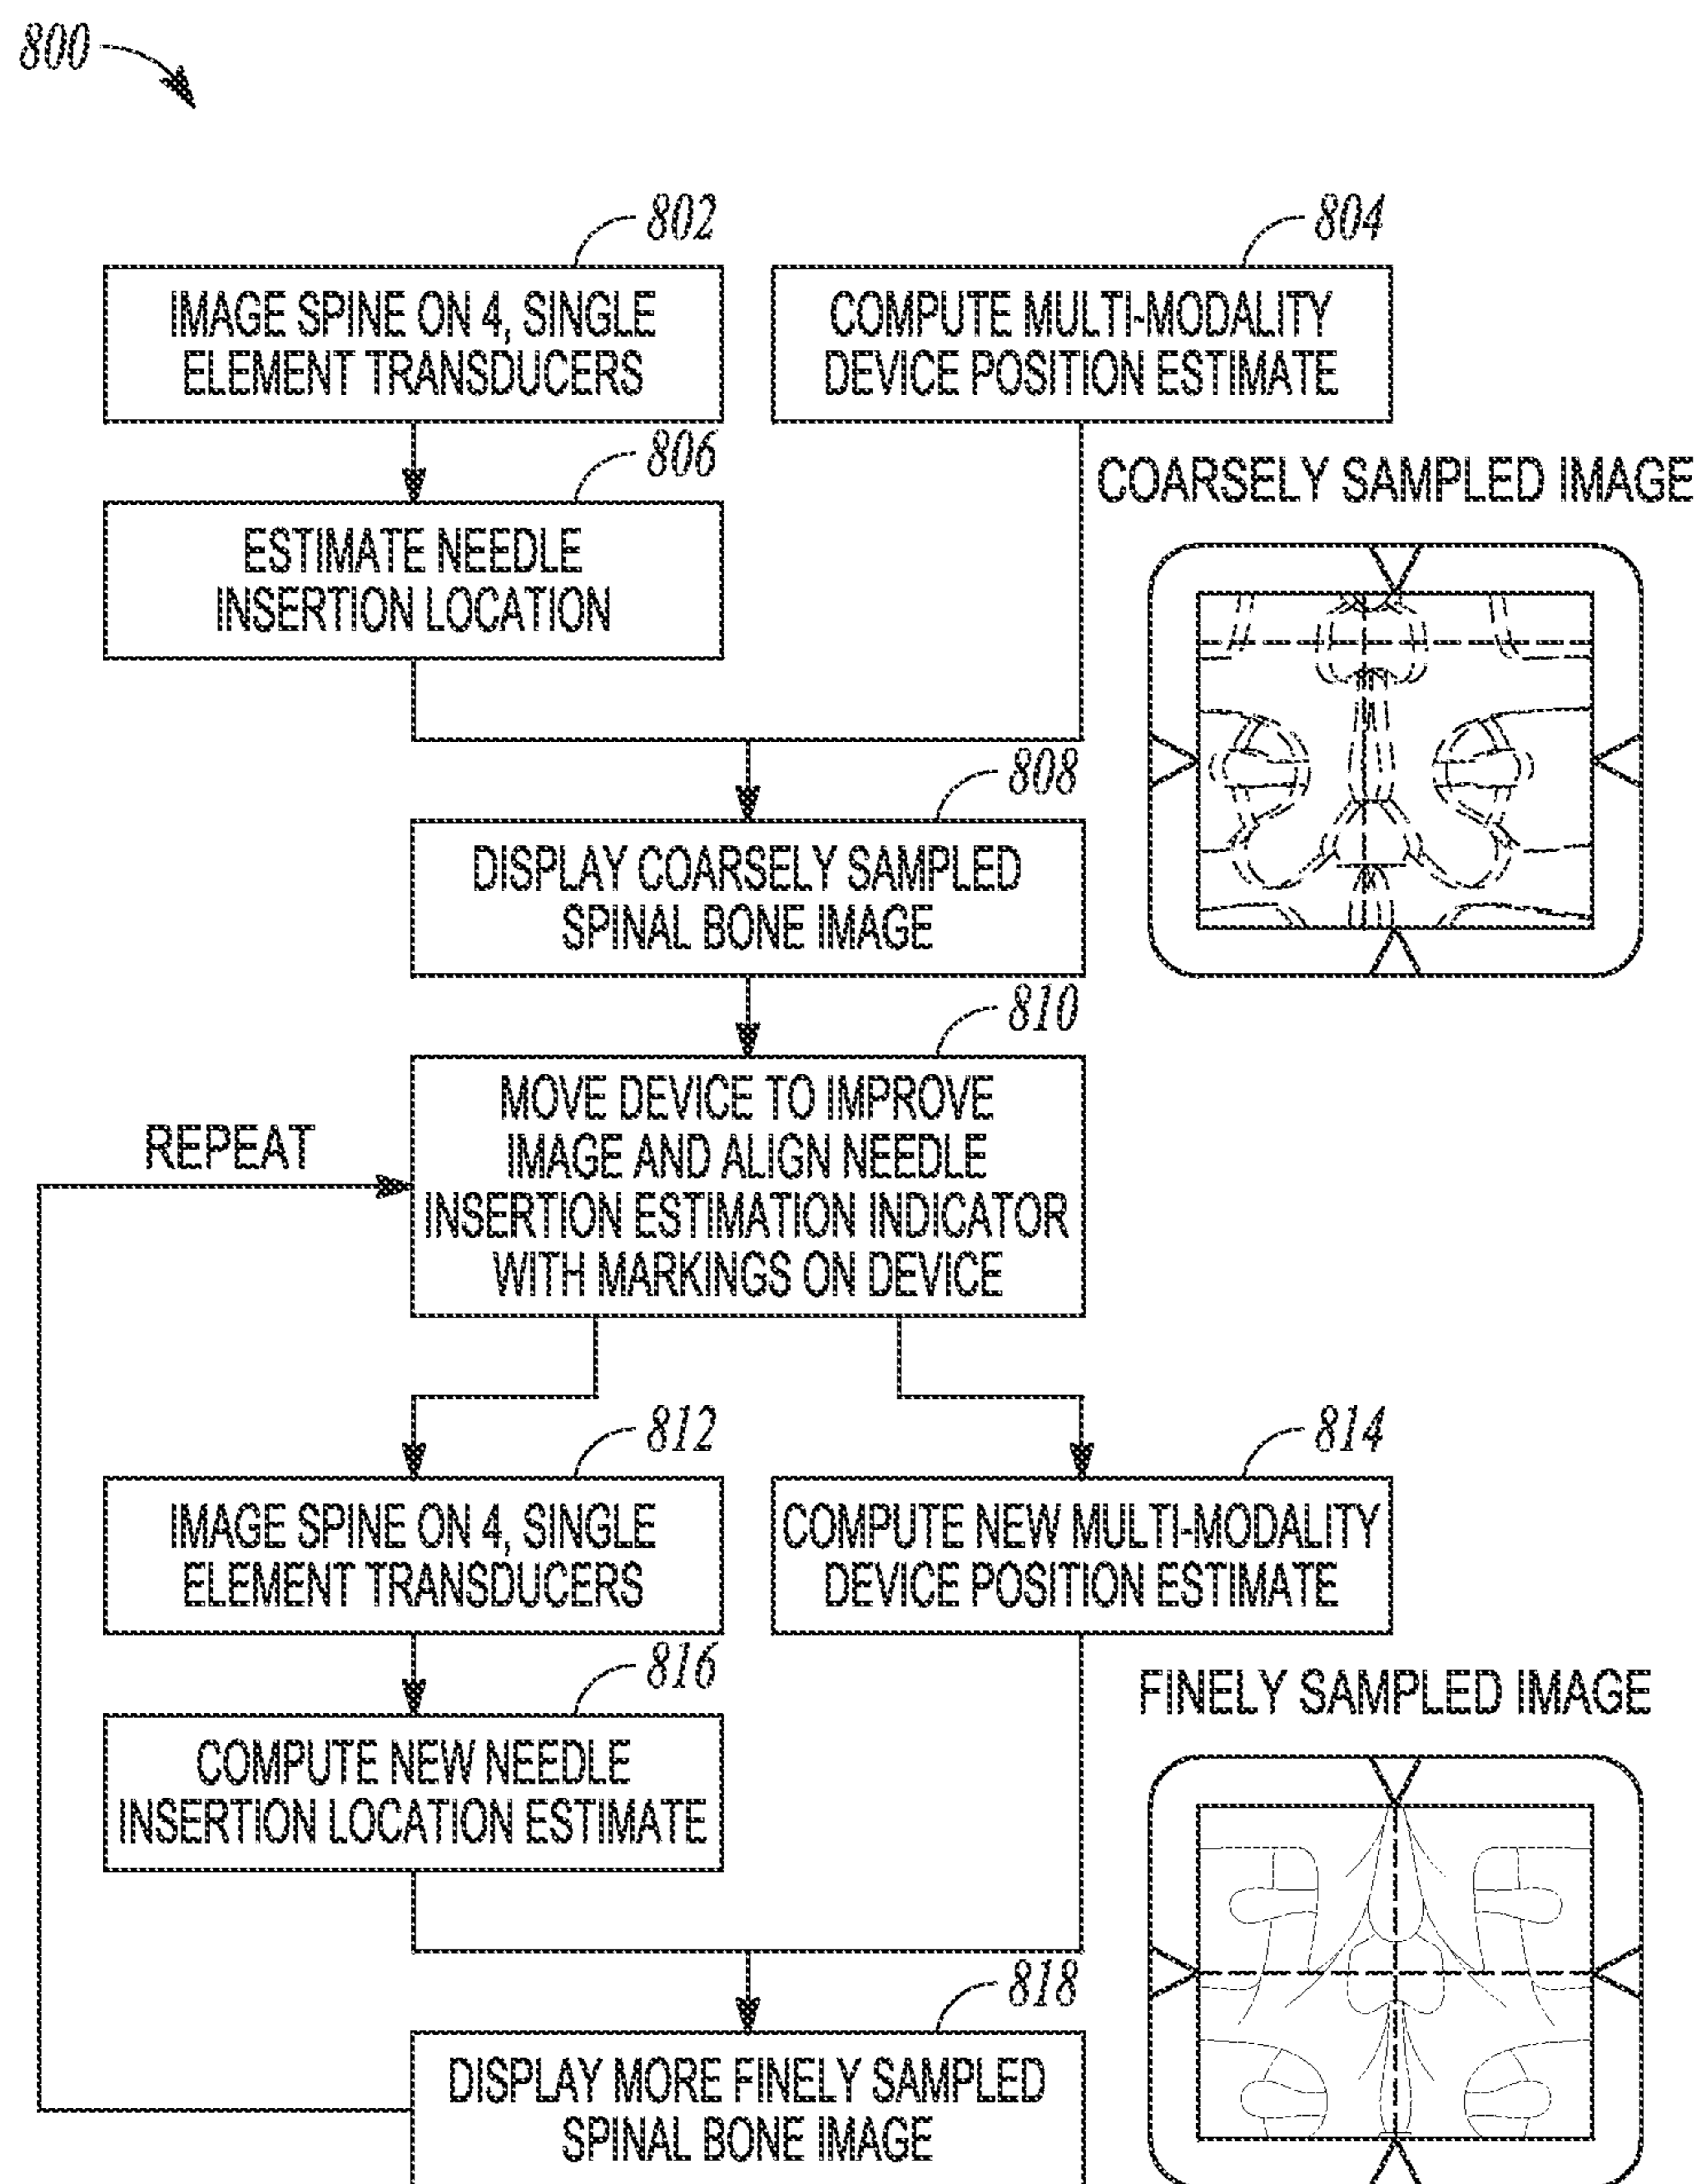 800
802
IMAGE SPINE ON 4, SINGLE
ELEMENT TRANSDUCERS
804
COMPUTE MULTI-MODALITY
DEVICE POSITION ESTIMATE
806
ESTIMATE NEEDLE
INSERTION LOCATION
COARSELY SAMPLED IMAGE
808
DISPLAY COARSELY SAMPLED
SPINAL BONE IMAGE
810
MOVE DEVICE TO IMPROVE
IMAGE AND ALIGN NEEDLE
INSERTION ESTIMATION INDICATOR
WITH MARKINGS ON DEVICE
REPEAT
812
IMAGE SPINE ON 4, SINGLE
ELEMENT TRANSDUCERS
814
COMPUTE NEW MULTI-MODALITY
DEVICE POSITION ESTIMATE
816
COMPUTE NEW NEEDLE
INSERTION LOCATION ESTIMATE
FINELY SAMPLED IMAGE
818
DISPLAY MORE FINELY SAMPLED
SPINAL BONE IMAGE